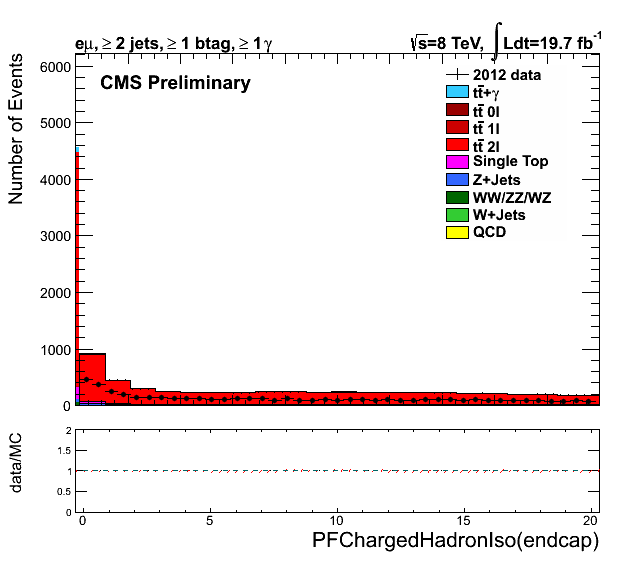 eμ, ≥ 2 jets, ≥ 1 btag, ≥ 1γ
√s=8 TeV, ∫ Ldt=19.7 fb⁻¹
CMS Preliminary
Number of Events
6000
5000
4000
3000
2000
1000
0
2012 data
tt̅+γ
tt̅ 0l
tt̅ 1l
tt̅ 2l
Single Top
Z+Jets
WW/ZZ/WZ
W+Jets
QCD
data/MC
2
1.5
1
0.5
0
0 5 10 15 20
PFChargedHadronIso(endcap)